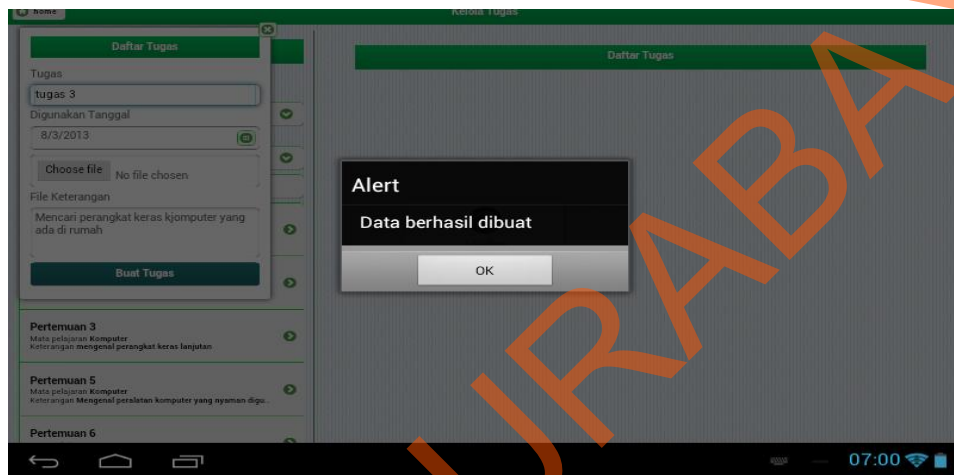 home
Kelola Tugas
Daftar Tugas
Tugas
tugas 3
Digunakan Tanggal
8/3/2013
Choose file No file chosen
File Keterangan
Mencari perangkat keras kjomputer yang
ada di rumah
Buat Tugas
Pertemuan 3
Mata pelajaran Komputer
Keterangan mengenal perangkat keras lanjutan
Pertemuan 5
Mata pelajaran Komputer
Keterangan Mengenal peralatan komputer yang nyaman digu..
Pertemuan 6
Daftar Tugas
Alert
Data berhasil dibuat
OK
URABA
07:00